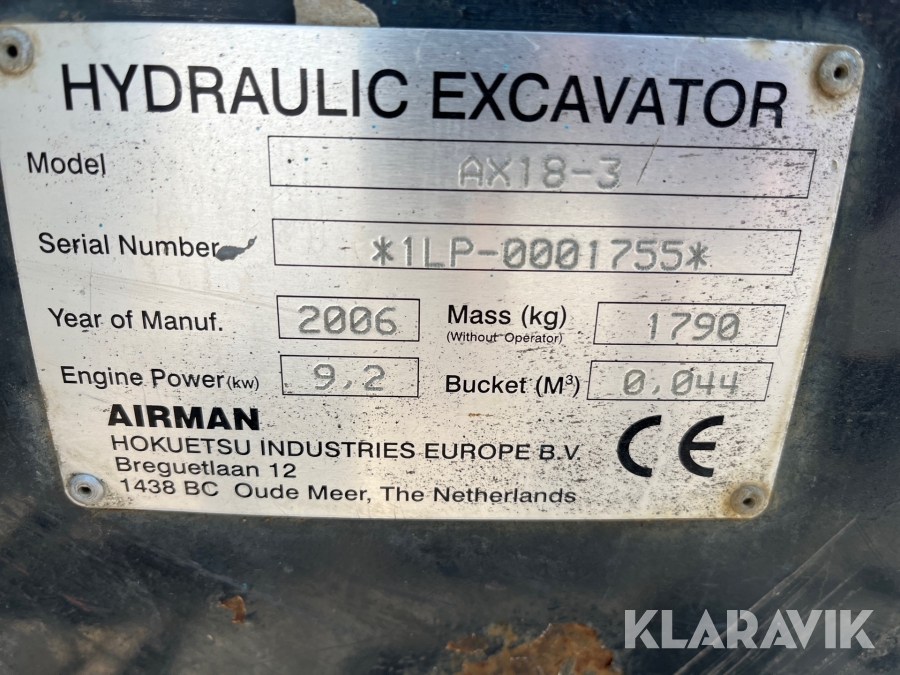 HYDRAULIC EXCAVATOR
Model AX18-3
Serial Number *1LP-0001755*
Year of Manuf. 2006 Mass (kg) (Without Operator) 1790
Engine Power (kw) 9,2 Bucket (M³) 0,044
AIRMAN
HOKUETSU INDUSTRIES EUROPE B.V. CE
Breguetlaan 12
1438 BC Oude Meer, The Netherlands
KLARAVIK